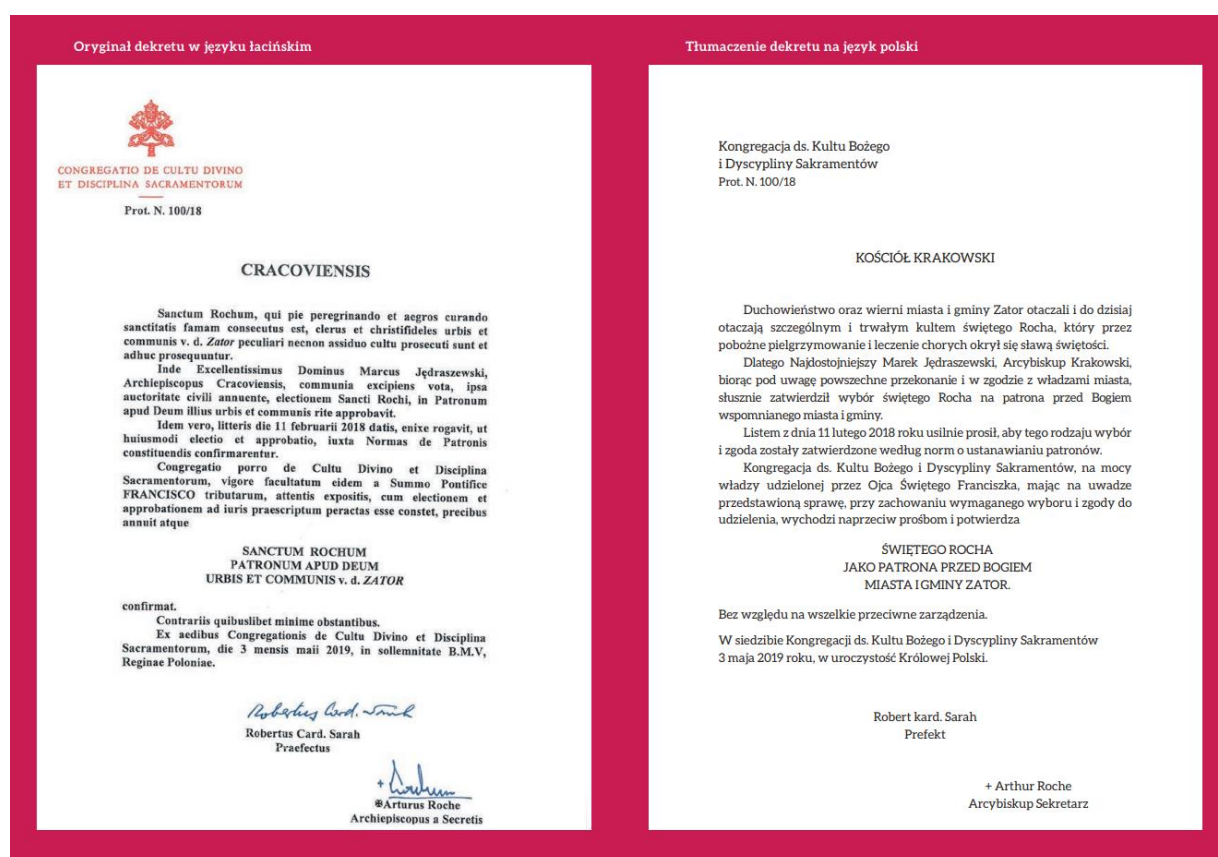 Oryginał dekretu w języku łacińskim
CONGREGATIO DE CULTU DIVINO
ET DISCIPLINA SACRAMENTORUM
Prot. N. 100/18
CRACOVIENSIS
Sanctum Rochum, qui pie peregrinando et aegros curando
sanctitatis famam consecutus est, clerus et christifideles urbis et
communis v. d. Zator peculiari necnon assiduo cultu prosecuti sunt et
adhuc prosequuntur.
Inde Excellentissimus Dominus Marcus Jędraszewski,
Archiepiscopus Cracoviensis, communia excipiens vota, ipsa
auctoritate civili annuente, electionem Sancti Rochi, in Patronum
apud Deum illius urbis et communis rite approbavit.
Idem vero, litteris die 11 februarii 2018 datis, enixe rogavit, ut
huiusmodi electio et approbatio, iuxta Normas de Patronis
constituendis confirmarentur.
Congregatio porro de Cultu Divino et Disciplina
Sacramentorum, vigore facultatum eidem a Summo Pontifice
FRANCISCO tributarum, attentis expositis, cum electionem et
approbationem ad iuris praescriptum peractas esse constet, precibus
annuit atque
SANCTUM ROCHUM
PATRONUM APUD DEUM
URBIS ET COMMUNIS v. d. ZATOR
confirmat.
Contrariis quibuslibet minime obstantibus.
Ex aedibus Congregationis de Cultu Divino et Disciplina
Sacramentorum, die 3 mensis maii 2019, in sollemnitate B.M.V,
Reginae Poloniae.
Robertus Card. Sarah
Robertus Card. Sarah
Praefectus
✠Arturus Roche
Archiepiscopus a Secretis
Tłumaczenie dekretu na język polski
Kongregacja ds. Kultu Bożego
i Dyscypliny Sakramentów
Prot. N. 100/18
KOŚCIÓŁ KRAKOWSKI
Duchowieństwo oraz wierni miasta i gminy Zator otaczali i do dzisiaj
otaczają szczególnym i trwałym kultem świętego Rocha, który przez
pobożne pielgrzymowanie i leczenie chorych okrył się sławą świętości.
Dlatego Najdostojniejszy Marek Jędraszewski, Arcybiskup Krakowski,
biorąc pod uwagę powszechne przekonanie i w zgodzie z władzami miasta,
słusznie zatwierdził wybór świętego Rocha na patrona przed Bogiem
wspomnianego miasta i gminy.
Listem z dnia 11 lutego 2018 roku usilnie prosił, aby tego rodzaju wybór
i zgoda zostały zatwierdzone według norm o ustanawianiu patronów.
Kongregacja ds. Kultu Bożego i Dyscypliny Sakramentów, na mocy
władzy udzielonej przez Ojca Świętego Franciszka, mając na uwadze
przedstawioną sprawę, przy zachowaniu wymaganego wyboru i zgody do
udzielenia, wychodzi naprzeciw prośbom i potwierdza
ŚWIĘTEGO ROCHA
JAKO PATRONA PRZED BOGIEM
MIASTA I GMINY ZATOR.
Bez względu na wszelkie przeciwne zarządzenia.
W siedzibie Kongregacji ds. Kultu Bożego i Dyscypliny Sakramentów
3 maja 2019 roku, w uroczystość Królowej Polski.
Robert kard. Sarah
Prefekt
+ Arthur Roche
Arcybiskup Sekretarz